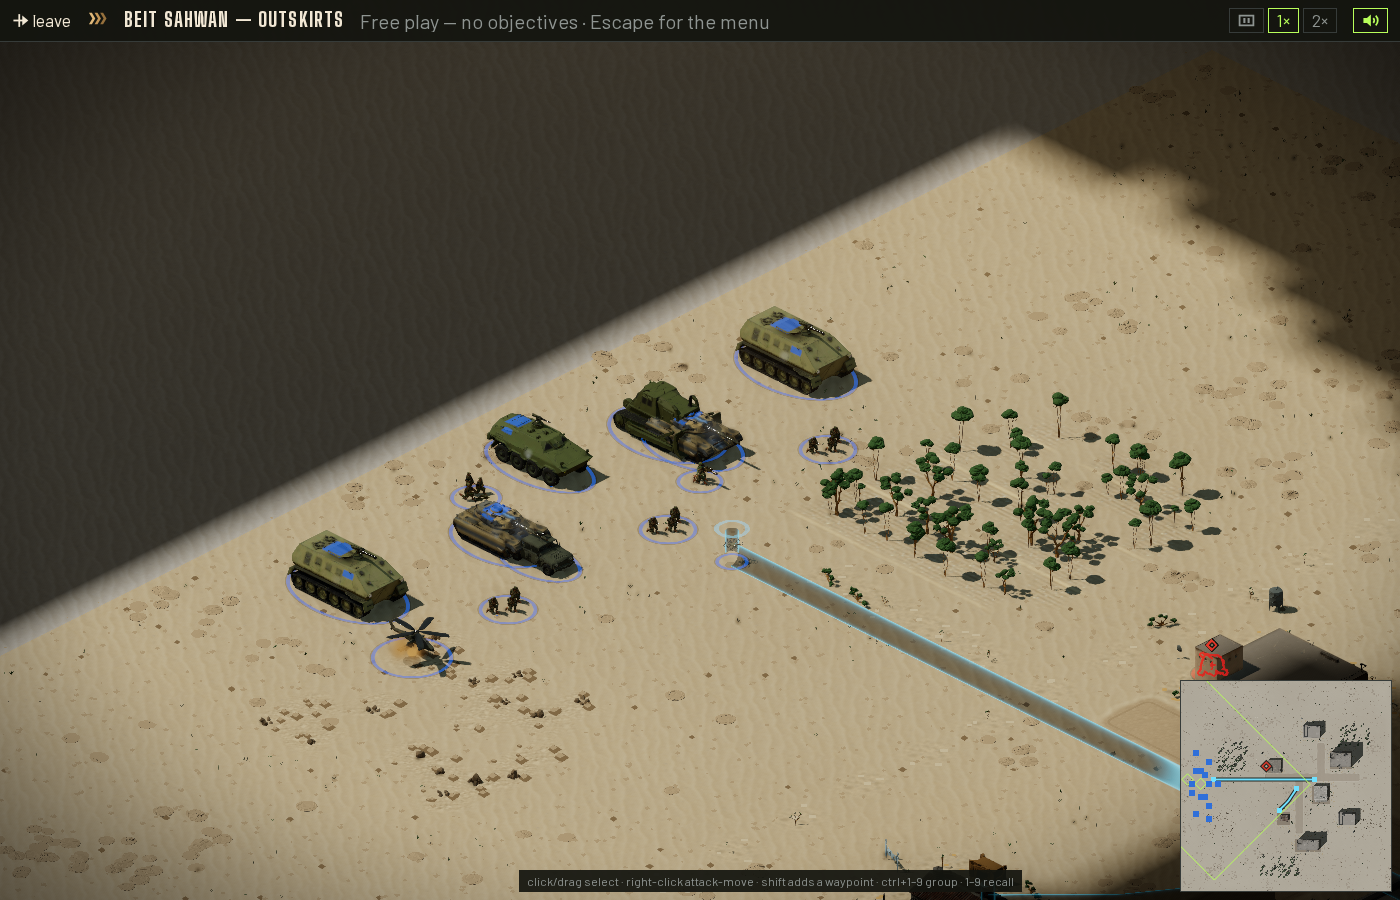 leave
BEIT SAHWAN — OUTSKIRTS
Free play — no objectives · Escape for the menu
1×
2×
click/drag select · right-click attack-move · shift adds a waypoint · ctrl+1-9 group · 1-9 recall